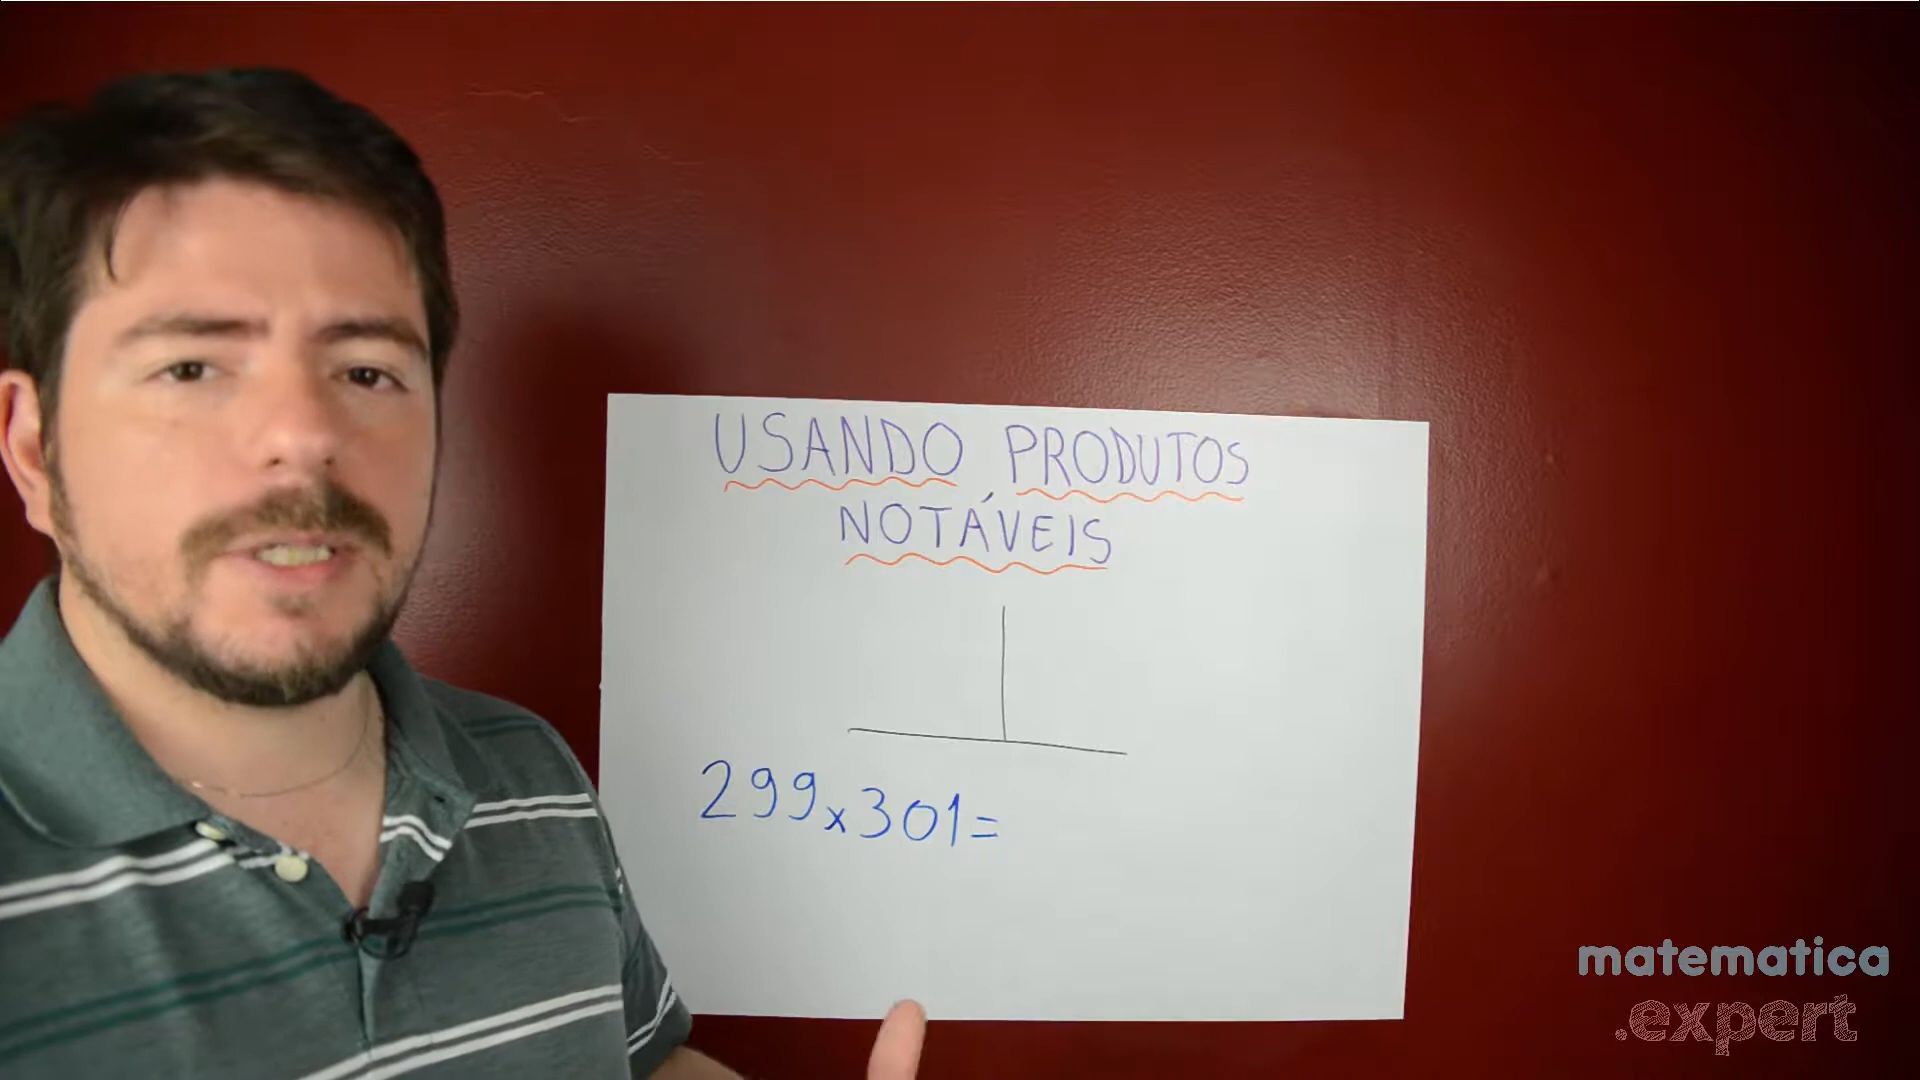 USANDO PRODUTOS
NOTÁVEIS
299x301=
matematica
.expert